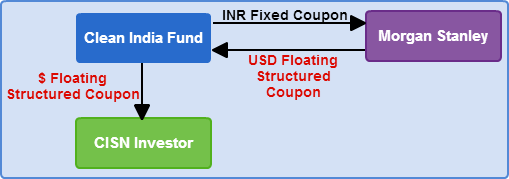 INR Fixed Coupon
Clean India Fund
Morgan Stanley
USD Floating
Structured
Coupon
$ Floating
Structured Coupon
CISN Investor